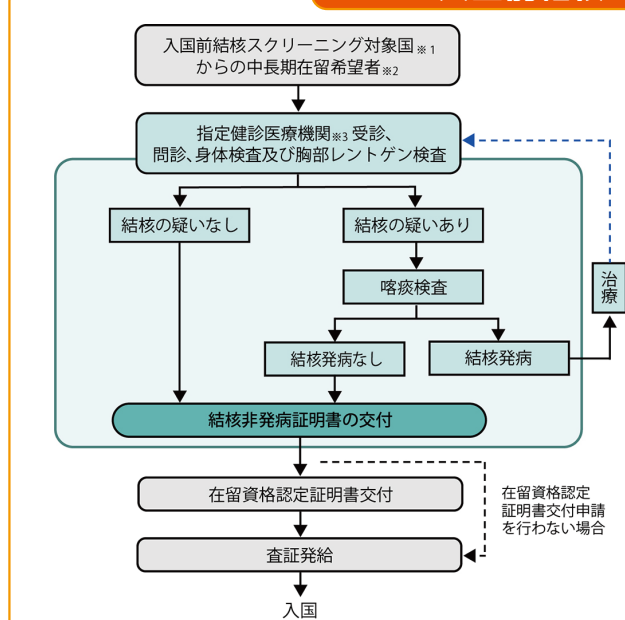 入国前結核スクリーニング対象国※1
からの中長期在留希望者※2
指定健診医療機関※3受診、
問診、身体検査及び胸部レントゲン検査
結核の疑いなし
結核の疑いあり
喀痰検査
治療
結核発病なし
結核発病
結核非発病証明書の交付
在留資格認定証明書交付
在留資格認定
証明書交付申請
を行わない場合
査証発給
入国